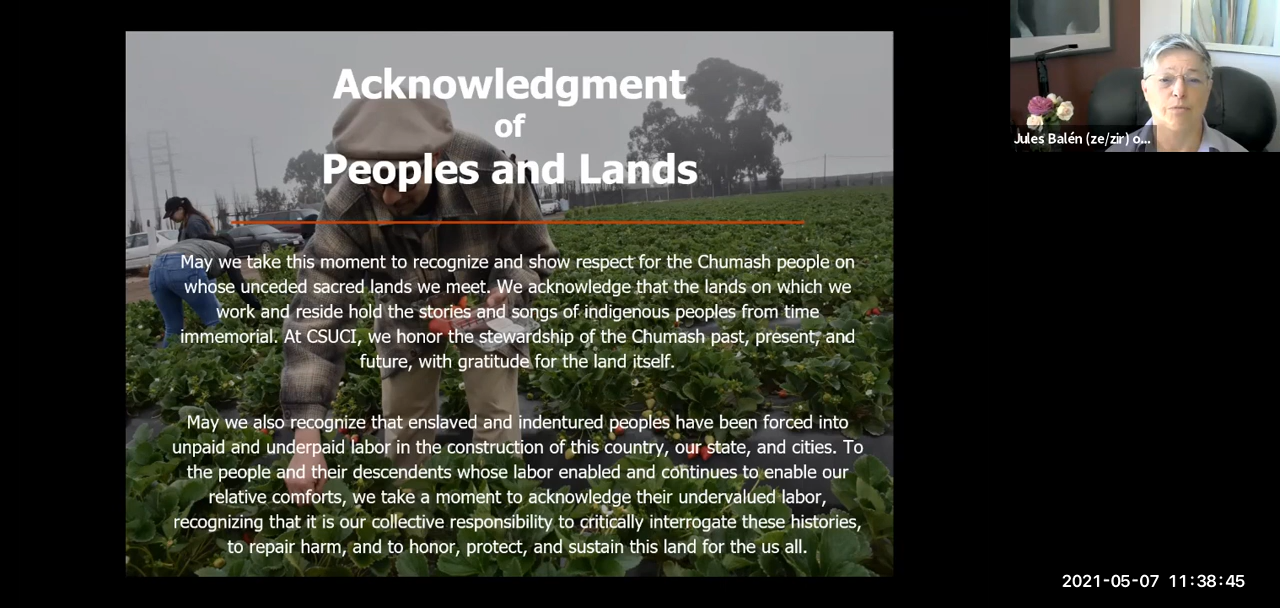 Acknowledgment
of
Peoples and Lands
May we take this moment to recognize and show respect for the Chumash people on
whose unceded sacred lands we meet. We acknowledge that the lands on which we
work and reside hold the stories and songs of indigenous peoples from time
immemorial. At CSUCI, we honor the stewardship of the Chumash past, present, and
future, with gratitude for the land itself.
May we also recognize that enslaved and indentured peoples have been forced into
unpaid and underpaid labor in the construction of this country, our state, and cities. To
the people and their descendents whose labor enabled and continues to enable our
relative comforts, we take a moment to acknowledge their undervalued labor,
recognizing that it is our collective responsibility to critically interrogate these histories,
to repair harm, and to honor, protect, and sustain this land for the us all.
Jules Balén (ze/zir) o...
2021-05-07 11:38:45